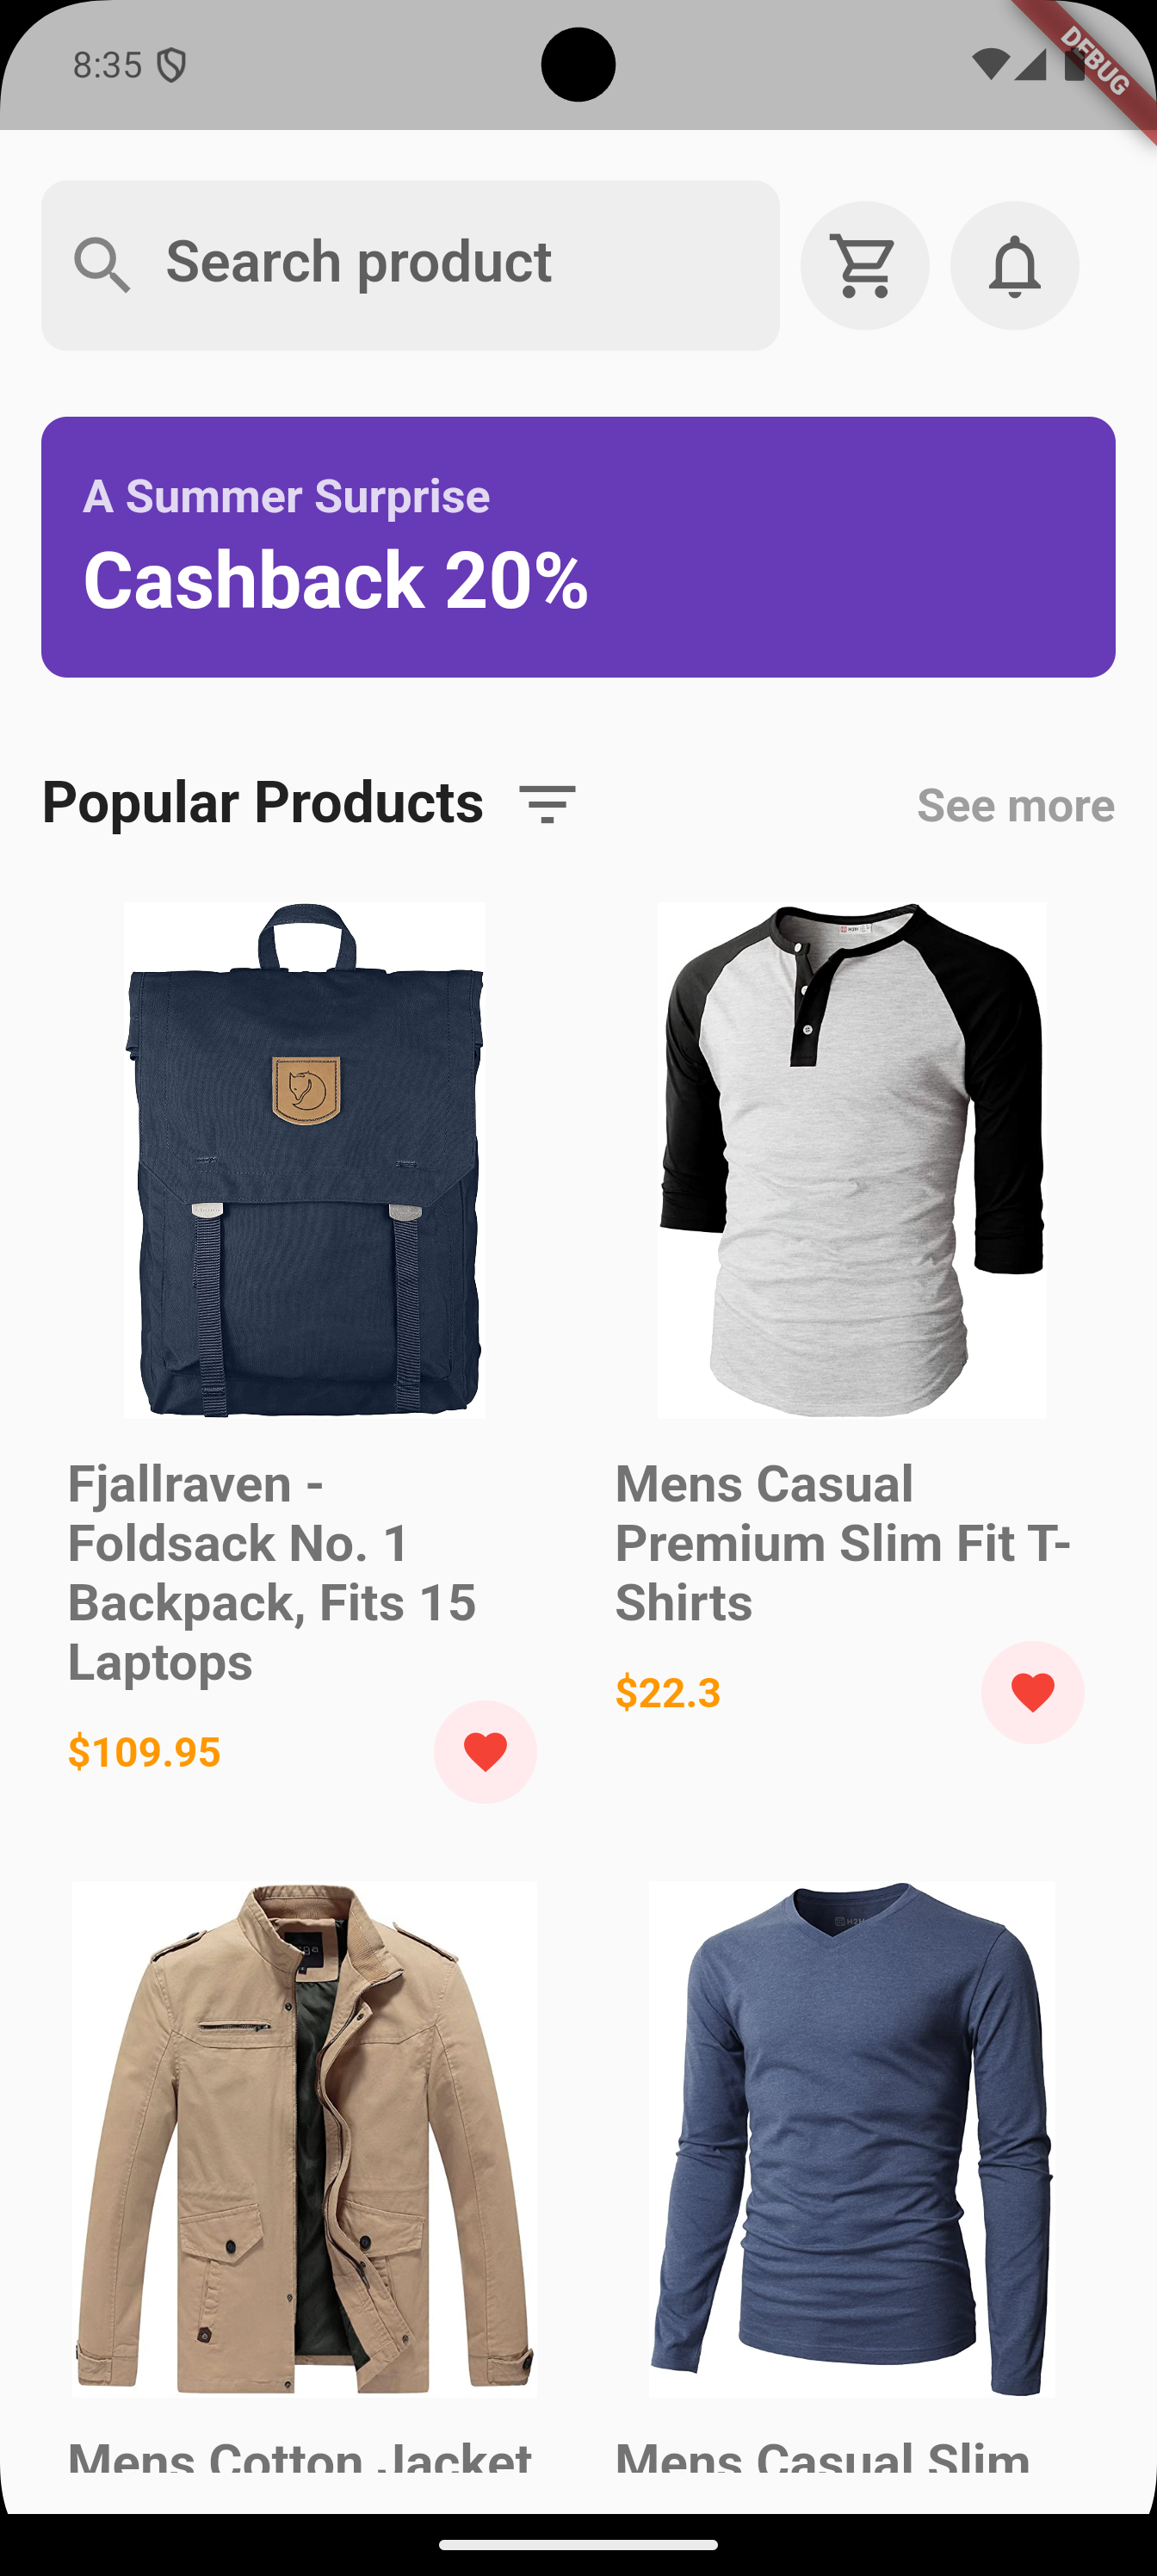 8:35
DEBUG
Search product
A Summer Surprise
Cashback 20%
Popular Products
See more
Fjallraven -
Foldsack No. 1
Backpack, Fits 15
Laptops
$109.95
Mens Casual
Premium Slim Fit T-
Shirts
$22.3
Mens Cotton Jacket
Mens Casual Slim